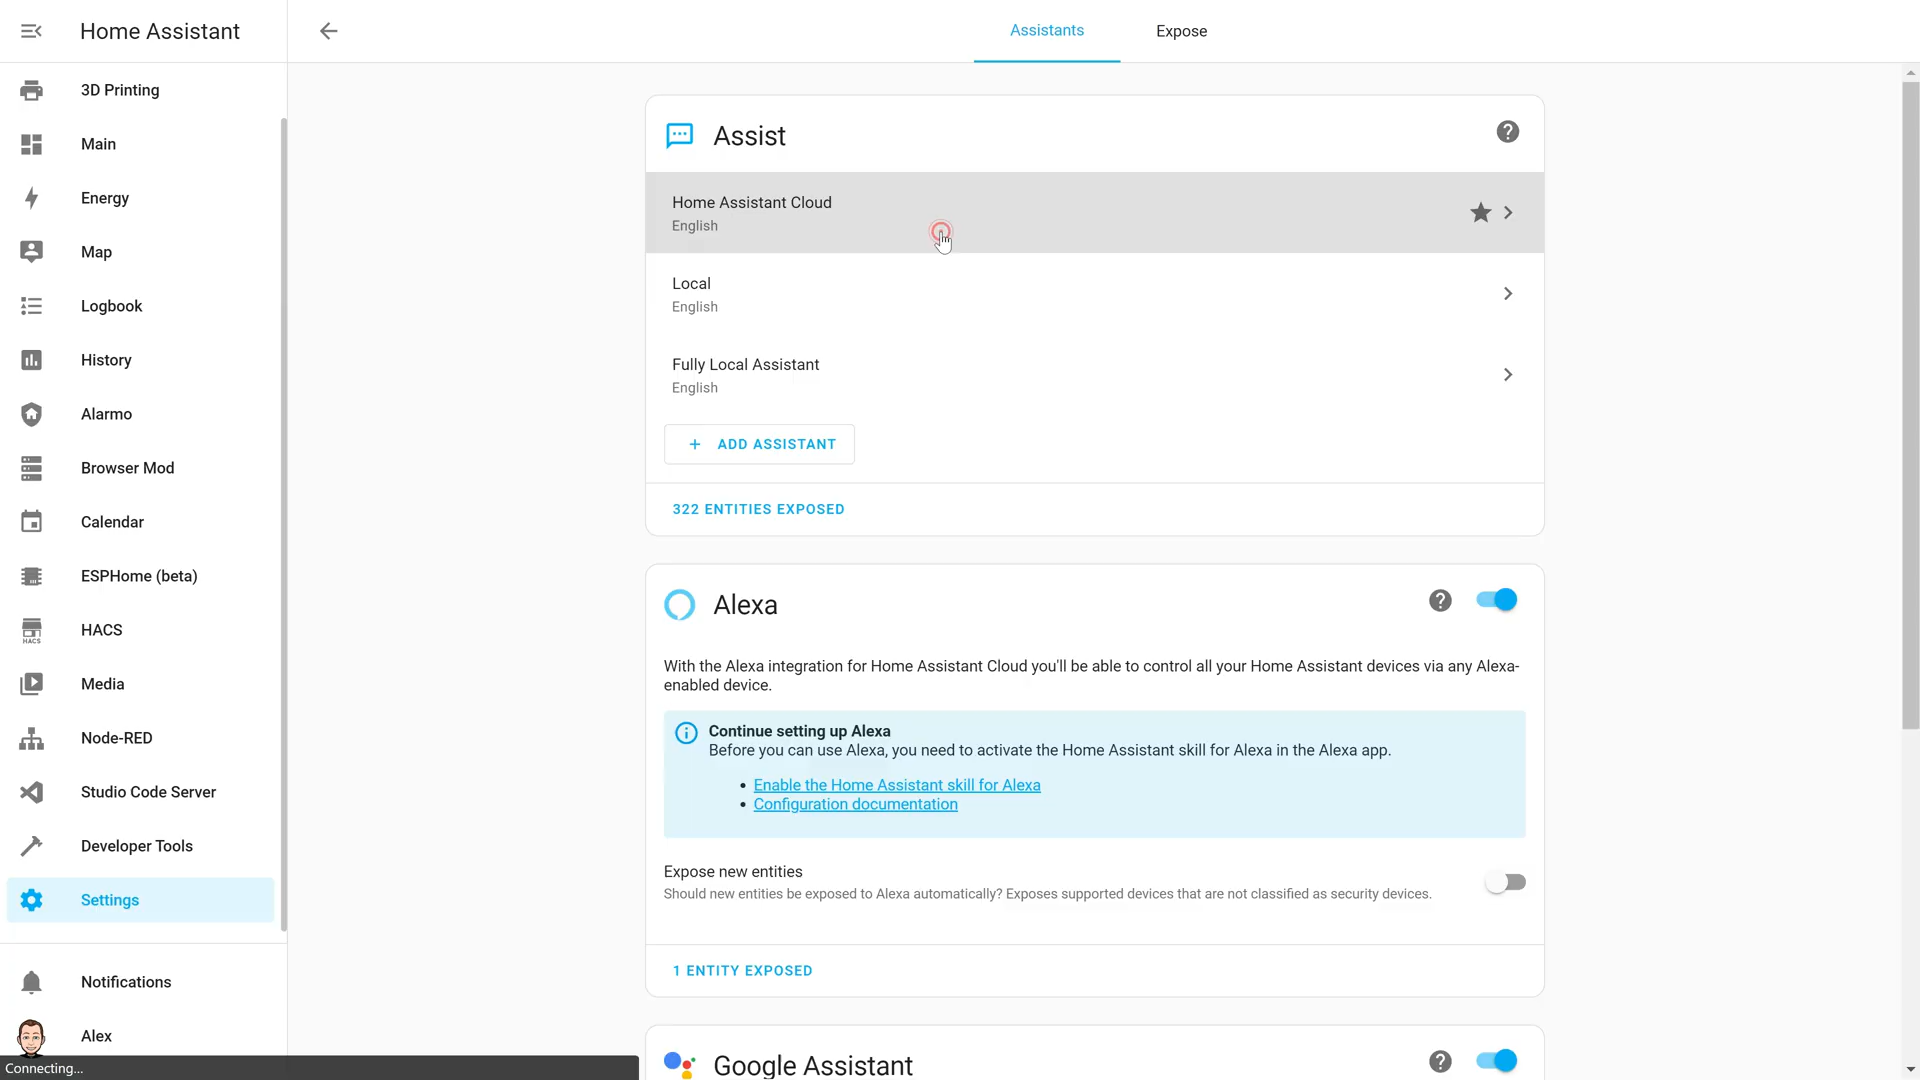 Home Assistant
Assistants
Expose
3D Printing
Main
Energy
Map
Logbook
History
Alarmo
Browser Mod
Calendar
ESPHome (beta)
HACS
HACS
Media
Node-RED
Studio Code Server
Developer Tools
Settings
Notifications
Alex
Connecting...
Assist
Home Assistant Cloud
English
Local
English
Fully Local Assistant
English
+ ADD ASSISTANT
322 ENTITIES EXPOSED
Alexa
With the Alexa integration for Home Assistant Cloud you'll be able to control all your Home Assistant devices via any Alexa-
enabled device.
Continue setting up Alexa
Before you can use Alexa, you need to activate the Home Assistant skill for Alexa in the Alexa app.
• Enable the Home Assistant skill for Alexa
• Configuration documentation
Expose new entities
Should new entities be exposed to Alexa automatically? Exposes supported devices that are not classified as security devices.
1 ENTITY EXPOSED
Google Assistant